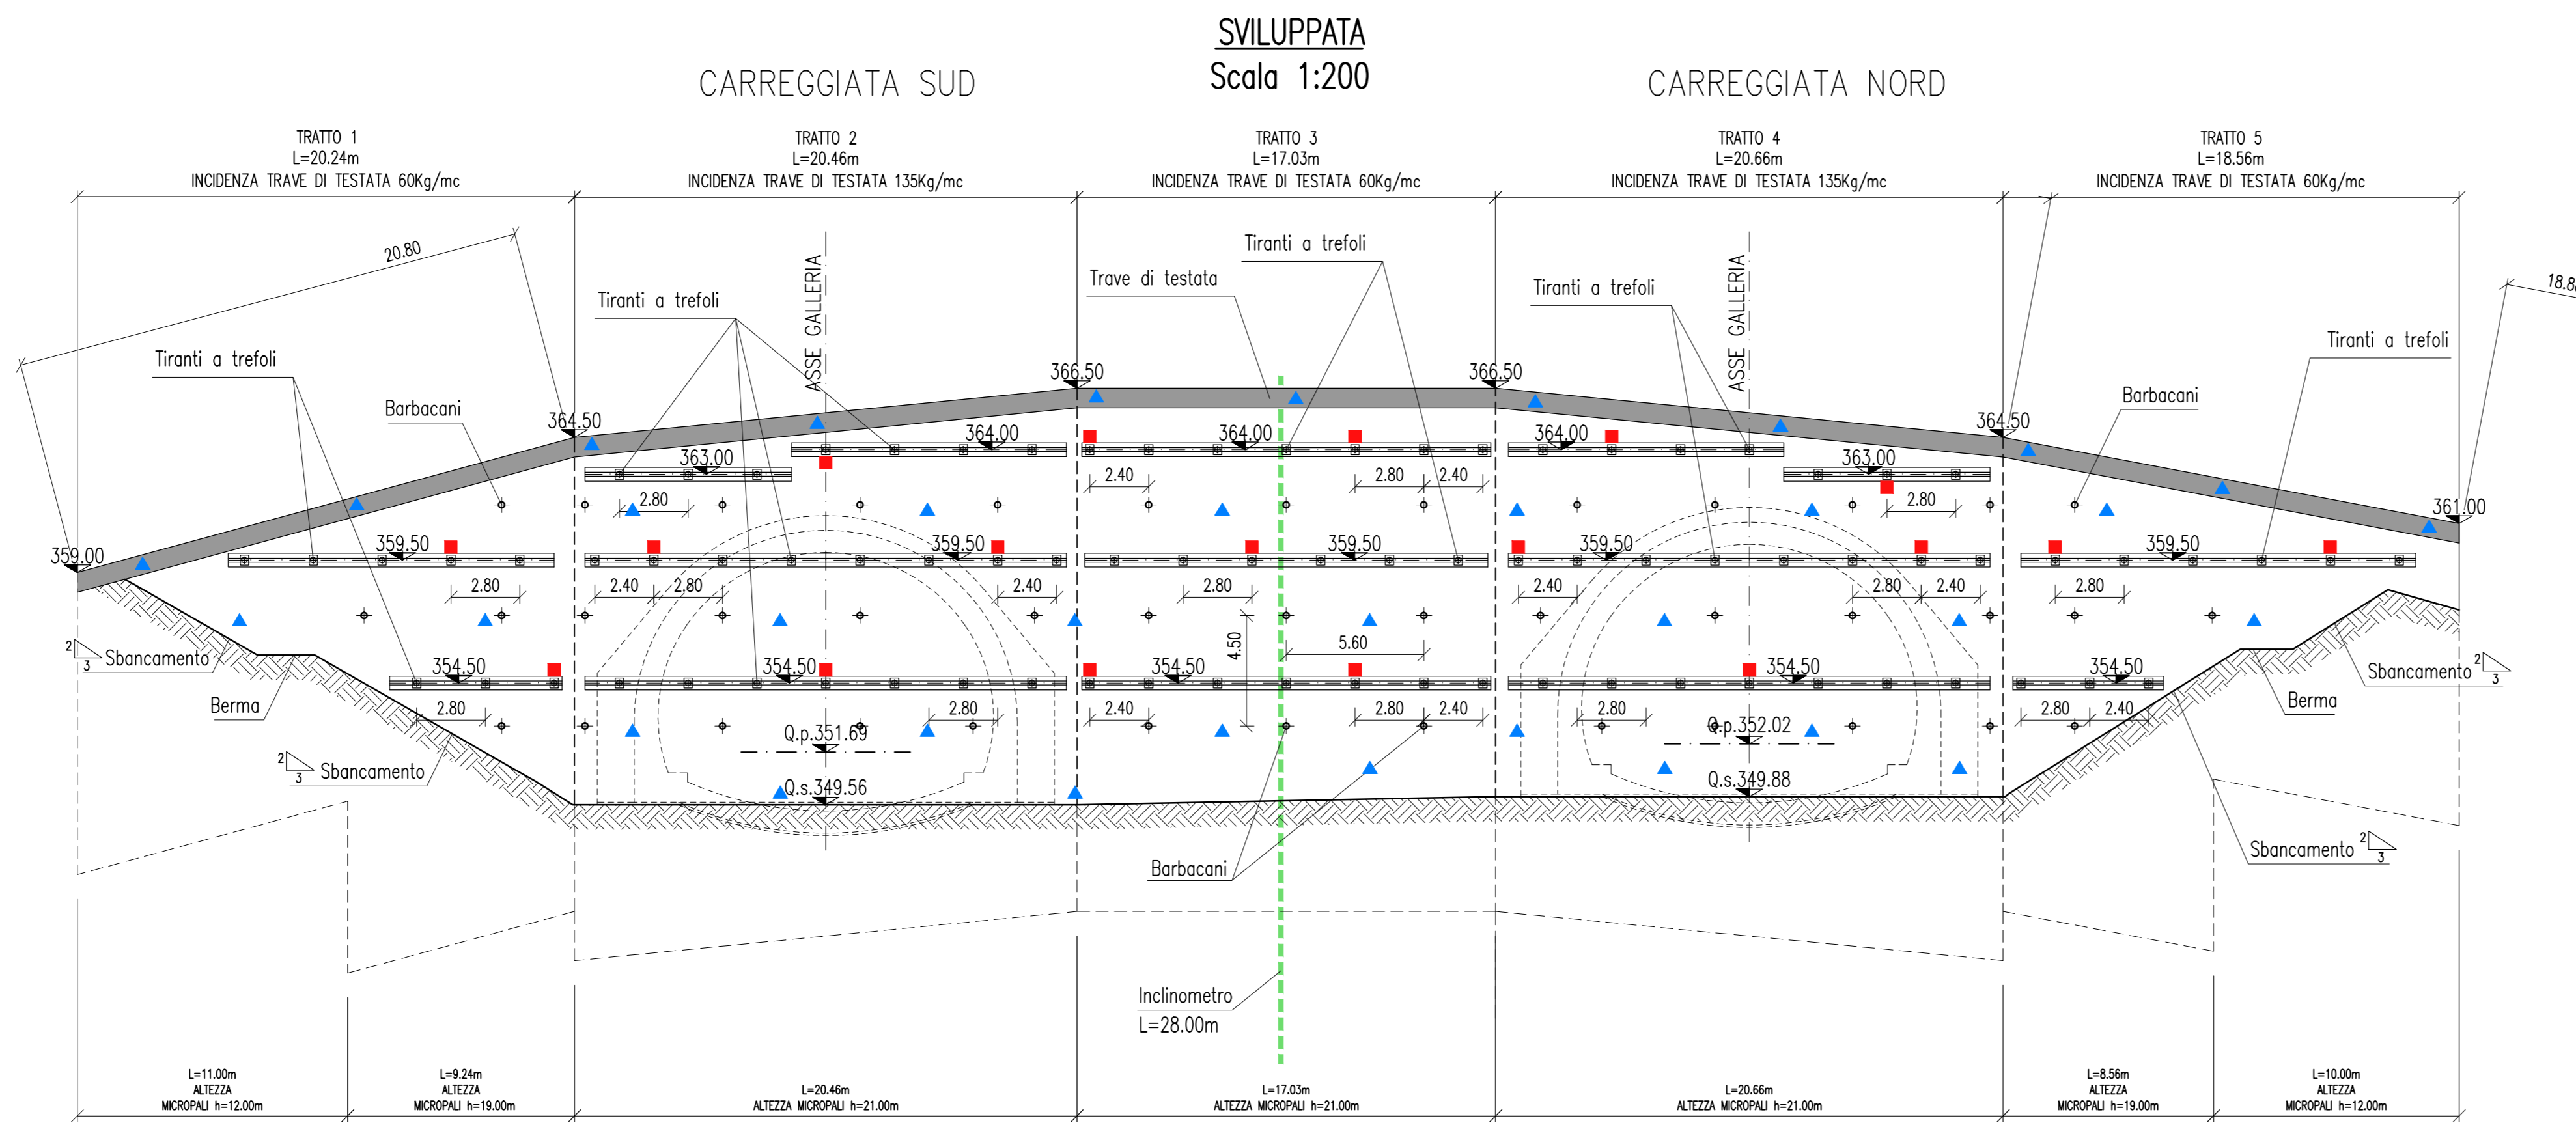 SVILUPPATA
Scala 1:200
CARREGGIATA SUD
CARREGGIATA NORD
TRATTO 1
L=20.24m
INCIDENZA TRAVE DI TESTATA 60Kg/mc
TRATTO 2
L=20.46m
INCIDENZA TRAVE DI TESTATA 135Kg/mc
TRATTO 3
L=17.03m
INCIDENZA TRAVE DI TESTATA 60Kg/mc
TRATTO 4
L=20.66m
INCIDENZA TRAVE DI TESTATA 135Kg/mc
TRATTO 5
L=18.56m
INCIDENZA TRAVE DI TESTATA 60Kg/mc
20.80
Tiranti a trefoli
Barbacani
Tiranti a trefoli
ASSE GALLERIA
Trave di testata
Tiranti a trefoli
Tiranti a trefoli
ASSE GALLERIA
Barbacani
Tiranti a trefoli
359.00
364.50
366.50
366.50
364.50
361.00
363.00
364.00
364.00
364.00
363.00
2.80
2.40
2.80
2.40
2.80
359.50
359.50
359.50
359.50
359.50
2.80
2.40
2.80
2.40
2.80
2.40
2.80
2.40
2.80
4.50
5.60
2
3
Sbancamento
Berma
2
3
Sbancamento
354.50
354.50
354.50
354.50
354.50
2.80
2.80
2.40
2.80
2.40
2.80
2.80
2.40
Q.p.351.69
Q.s.349.56
Q.p.352.02
Q.s.349.88
Sbancamento
2
3
Berma
Sbancamento
2
3
Barbacani
Inclinometro
L=28.00m
L=11.00m
ALTEZZA
MICROPALI h=12.00m
L=9.24m
ALTEZZA
MICROPALI h=19.00m
L=20.46m
ALTEZZA MICROPALI h=21.00m
L=17.03m
ALTEZZA MICROPALI h=21.00m
L=20.66m
ALTEZZA MICROPALI h=21.00m
L=8.56m
ALTEZZA
MICROPALI h=19.00m
L=10.00m
ALTEZZA
MICROPALI h=12.00m